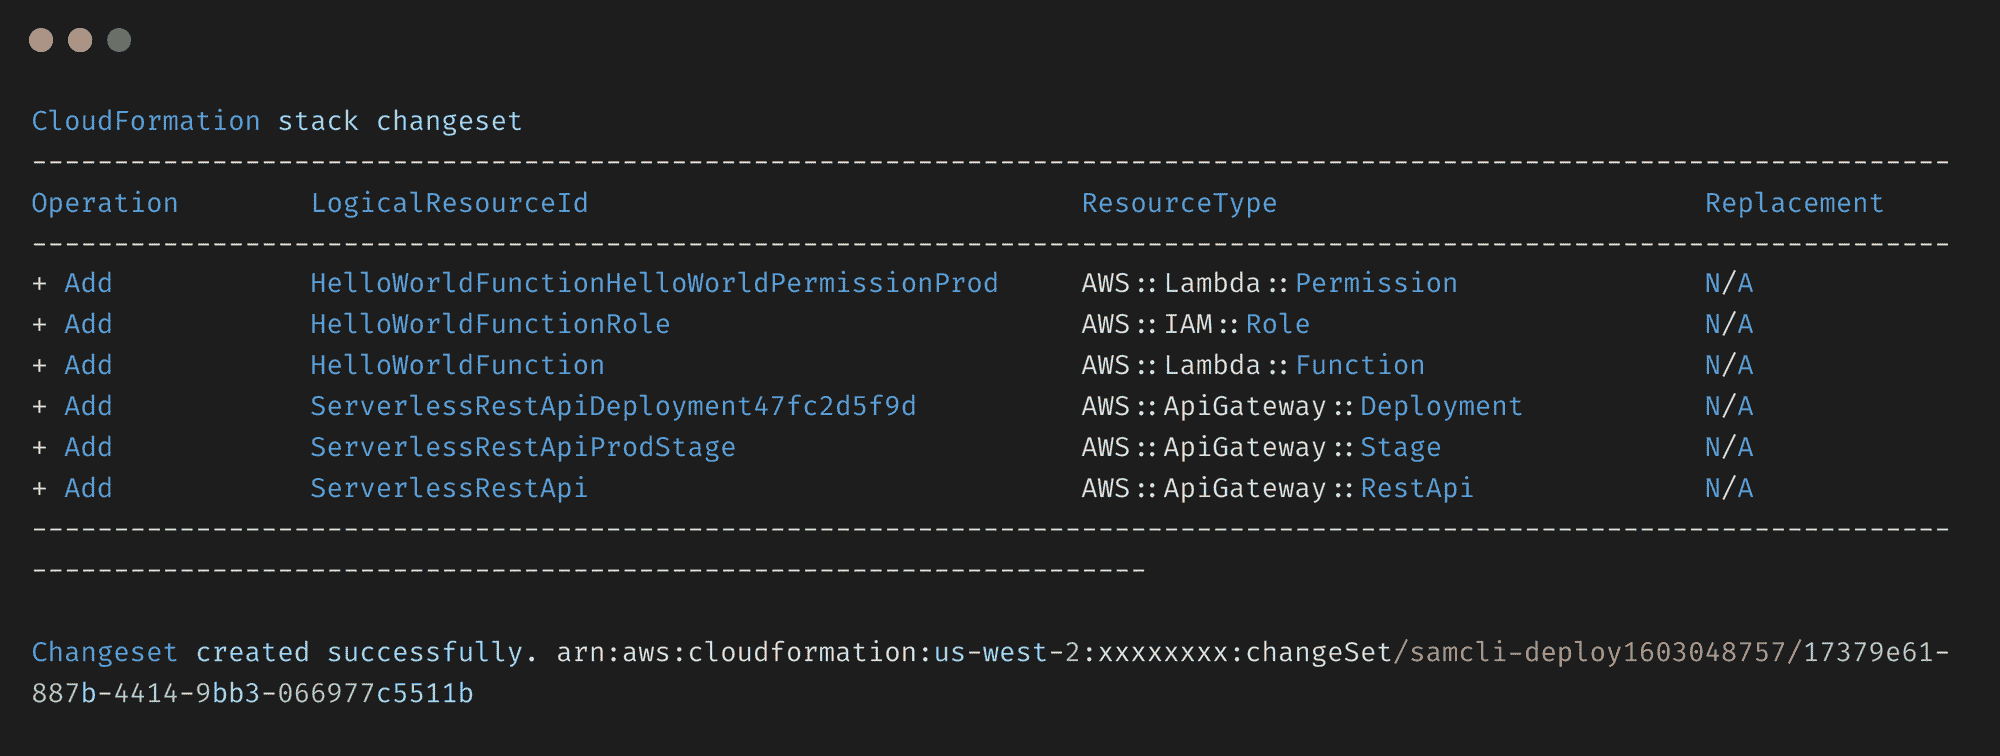 CloudFormation stack changeset
---------------------------------------------------------------------------------------------------------------------
Operation        LogicalResourceId                              ResourceType                          Replacement
---------------------------------------------------------------------------------------------------------------------
+ Add            HelloWorldFunctionHelloWorldPermissionProd     AWS::Lambda::Permission               N/A
+ Add            HelloWorldFunctionRole                         AWS::IAM::Role                        N/A
+ Add            HelloWorldFunction                             AWS::Lambda::Function                 N/A
+ Add            ServerlessRestApiDeployment47fc2d5f9d          AWS::ApiGateway::Deployment           N/A
+ Add            ServerlessRestApiProdStage                     AWS::ApiGateway::Stage                N/A
+ Add            ServerlessRestApi                              AWS::ApiGateway::RestApi              N/A
---------------------------------------------------------------------------------------------------------------------
--------------------------------------------------------------------
Changeset created successfully. arn:aws:cloudformation:us-west-2:xxxxxxxx:changeSet/samcli-deploy1603048757/17379e61-
887b-4414-9bb3-066977c5511b